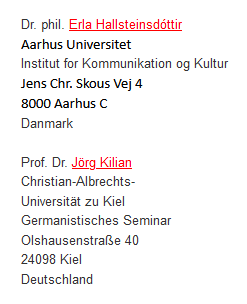 Dr. phil. Erla Hallsteinsdóttir
Aarhus Universitet
Institut for Kommunikation og Kultur
Jens Chr. Skous Vej 4
8000 Aarhus C
Danmark
Prof. Dr. Jörg Kilian
Christian-Albrechts-
Universität zu Kiel
Germanistisches Seminar
Olshausenstraße 40
24098 Kiel
Deutschland